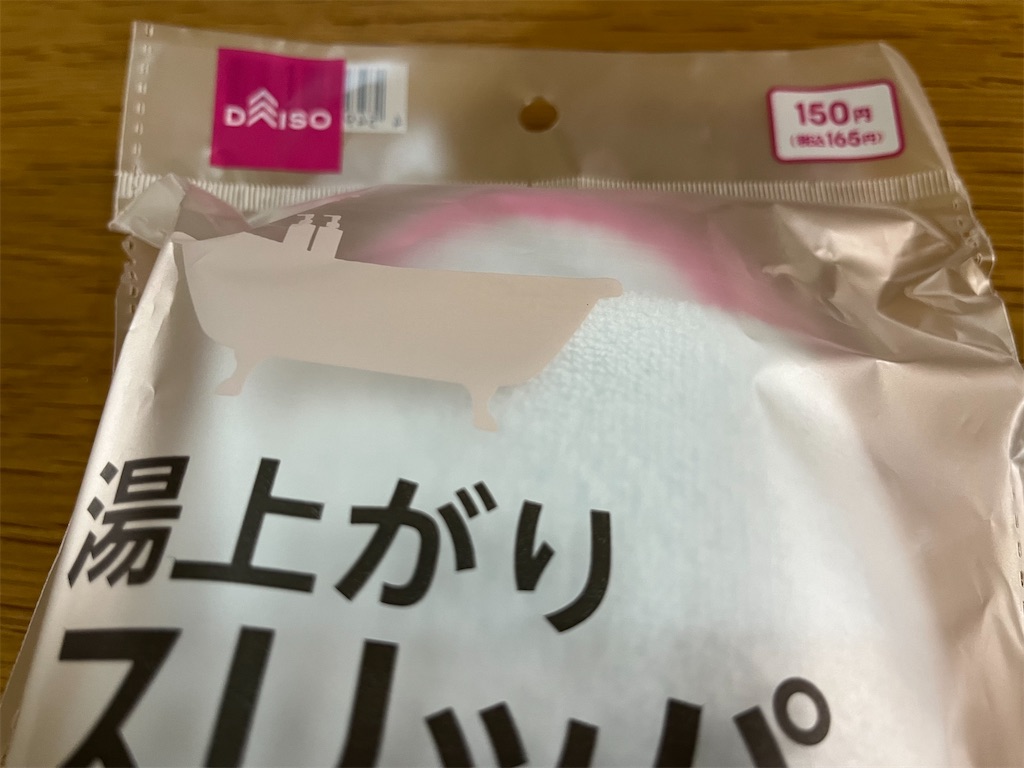 DAISO
150円
(税込165円)
湯上がり
スリッパ